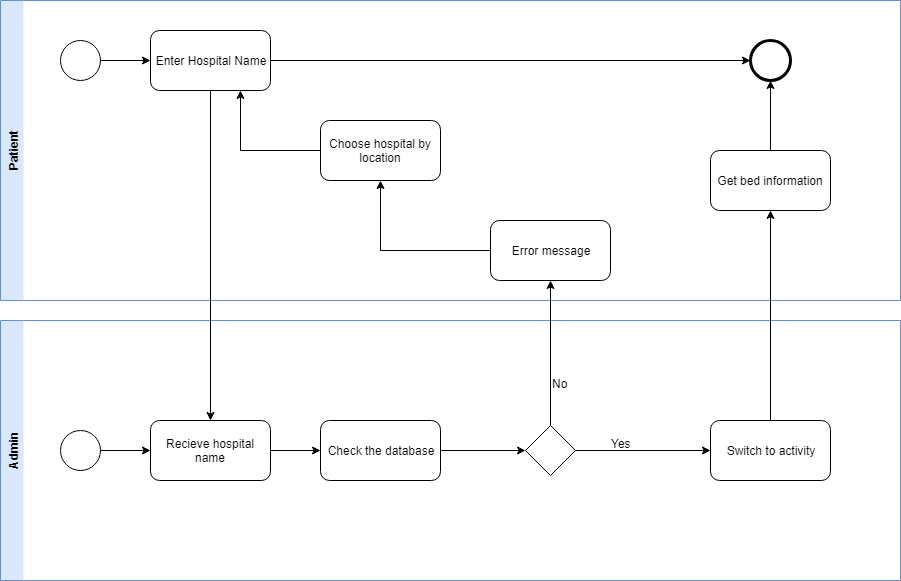 Patient
Enter Hospital Name
Choose hospital by
location
Get bed information
Error message
Admin
No
Recieve hospital
name
Check the database
Yes
Switch to activity